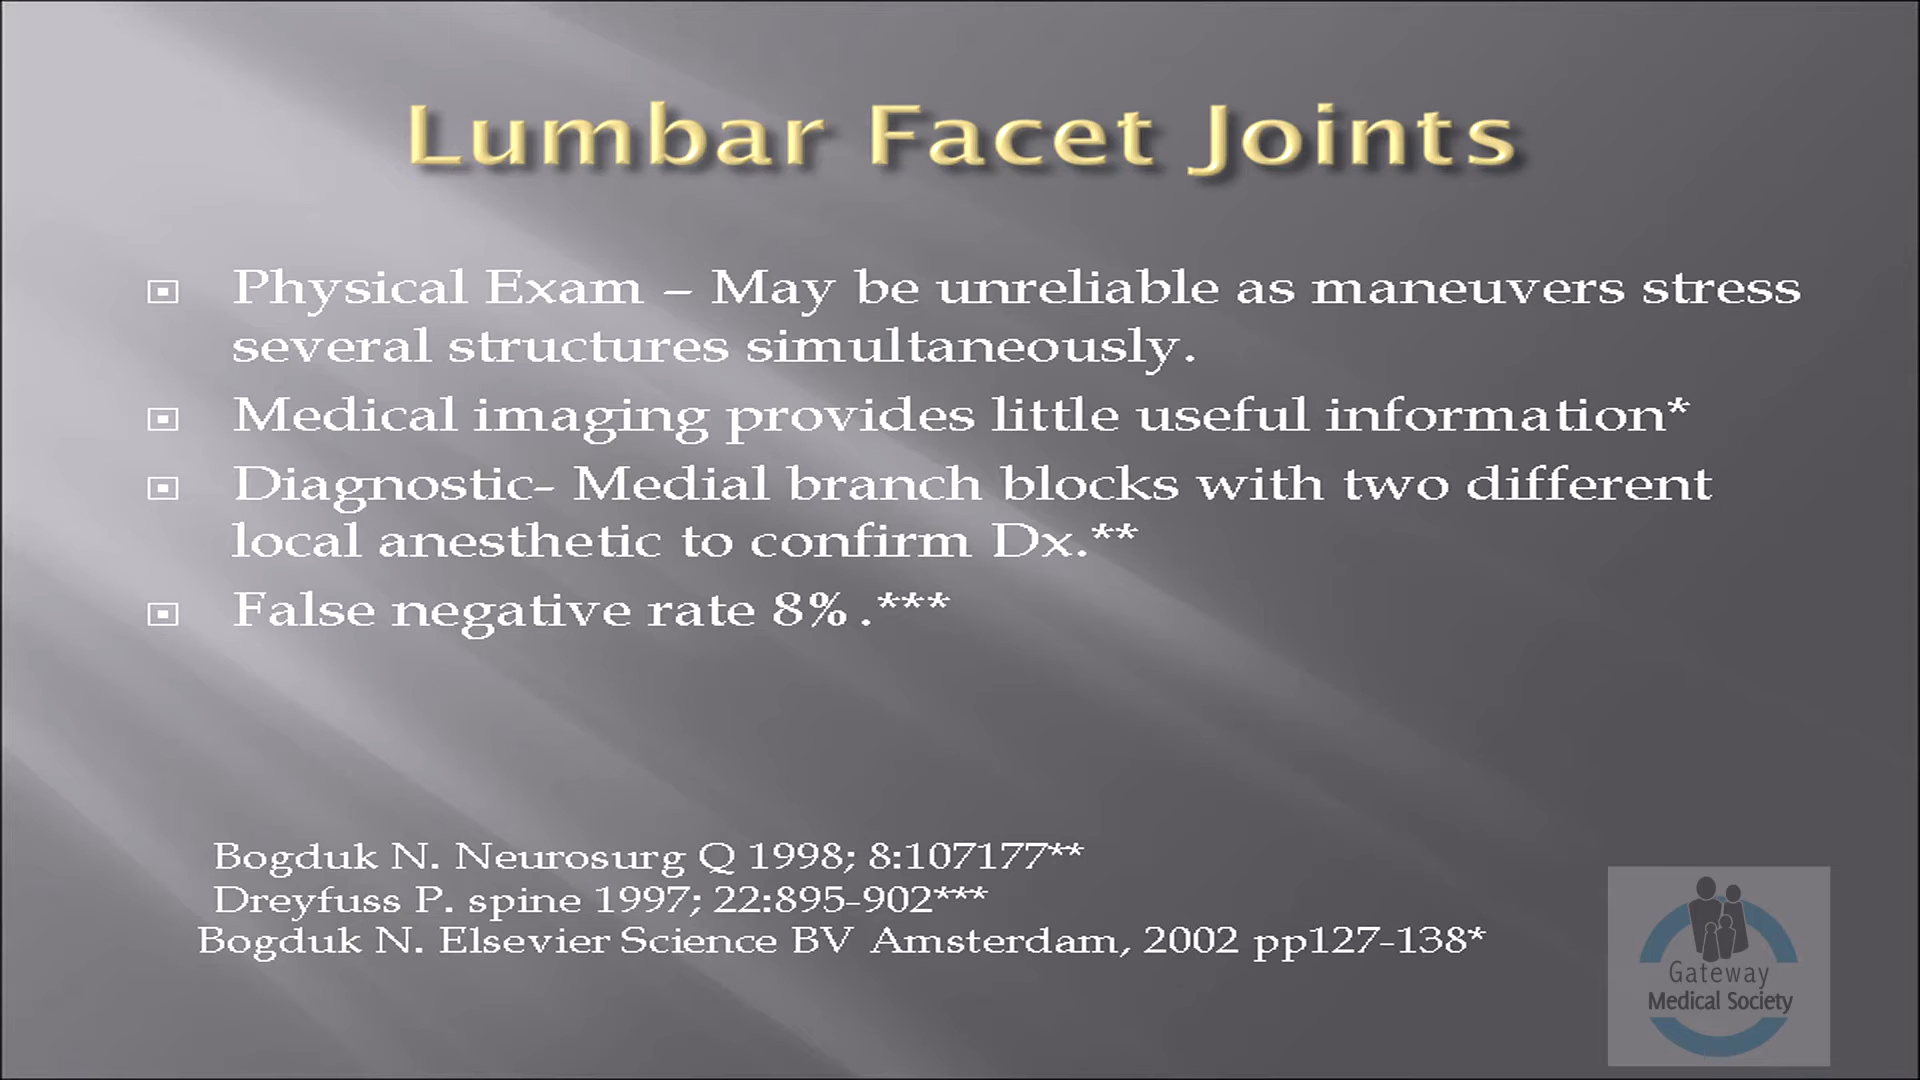 Lumbar Facet Joints
Physical Exam – May be unreliable as maneuvers stress
several structures simultaneously.
Medical imaging provides little useful information*
Diagnostic- Medial branch blocks with two different
local anesthetic to confirm Dx.**
False negative rate 8% .***
Bogduk N. Neurosurg Q 1998; 8:107177**
Dreyfuss P. spine 1997; 22:895-902***
Bogduk N. Elsevier Science BV Amsterdam, 2002 pp127-138*
Gateway
Medical Society